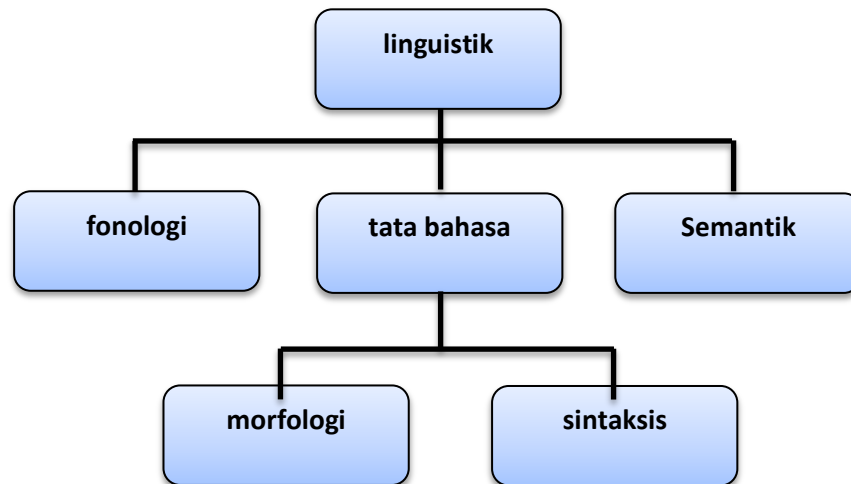 linguistik
fonologi
tata bahasa
Semantik
morfologi
sintaksis